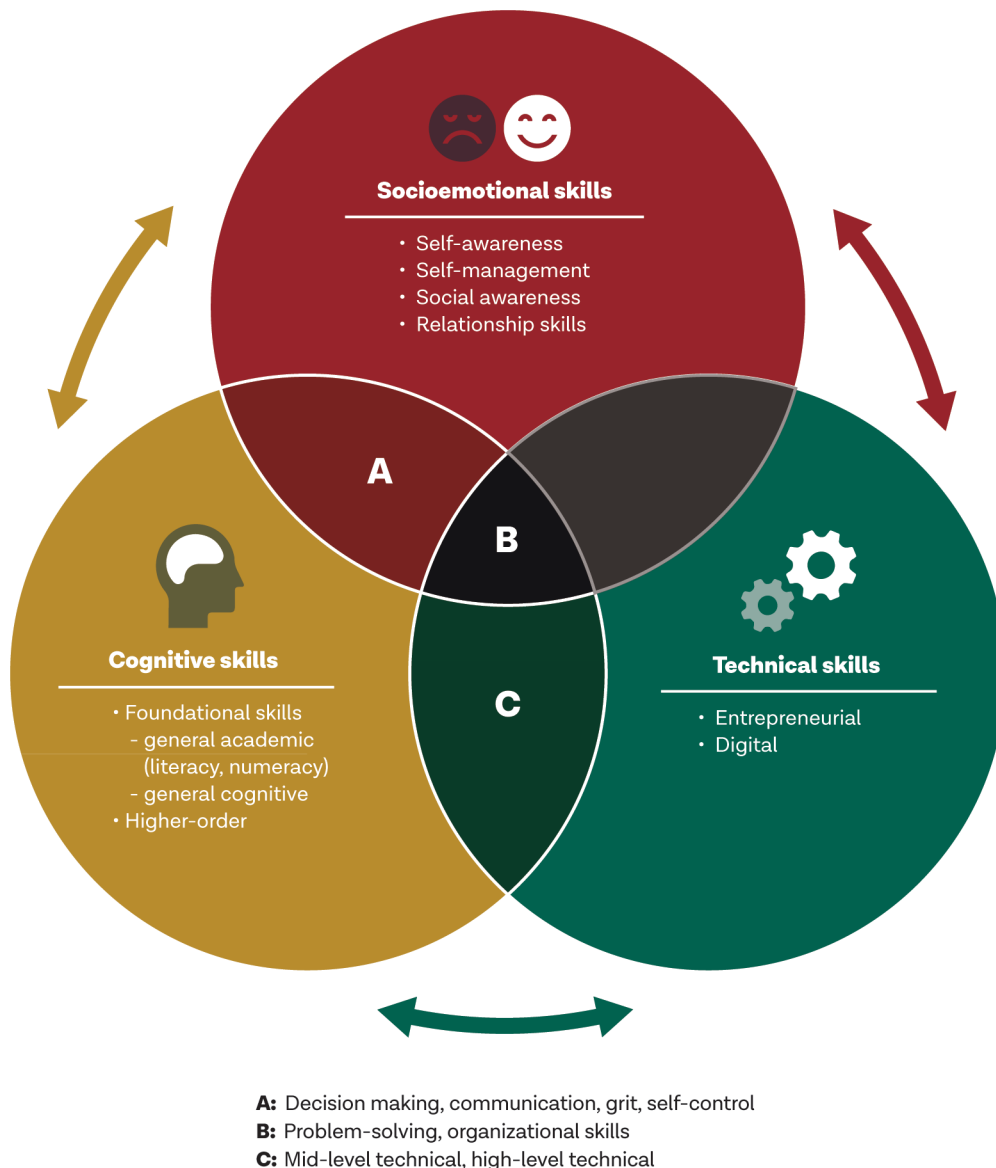 Socioemotional skills
• Self-awareness
• Self-management
• Social awareness
• Relationship skills
A
B
Cognitive skills
• Foundational skills
- general academic
(literacy, numeracy)
- general cognitive
• Higher-order
Technical skills
• Entrepreneurial
• Digital
C
A: Decision making, communication, grit, self-control
B: Problem-solving, organizational skills
C: Mid-level technical, high-level technical